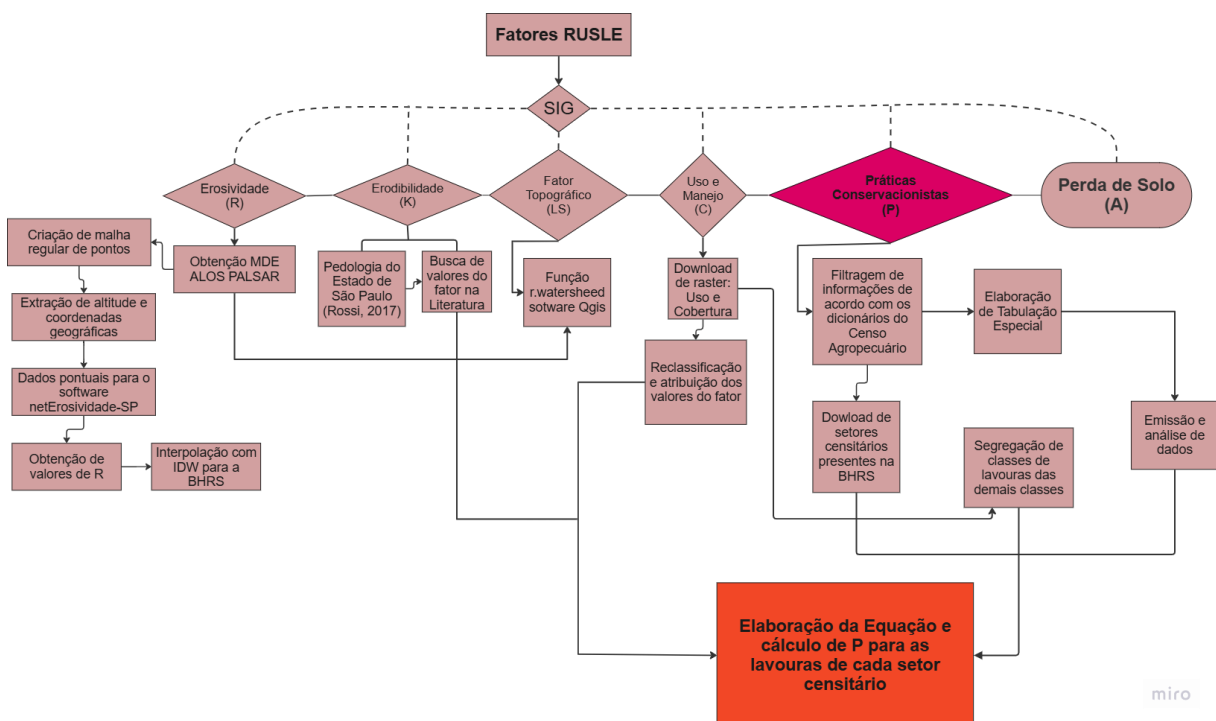 Fatores RUSLE
SIG
Erosividade
(R)
Erodibilidade
(K)
Fator
Topográfico
(LS)
Uso e
Manejo
(C)
Práticas
Conservacionistas
(P)
Perda de Solo
(A)
Criação de malha
regular de pontos
Obtenção MDE
ALOS PALSAR
Pedologia do
Estado de
São Paulo
(Rossi, 2017)
Busca de
valores do
fator na
Literatura
Função
r.watersheed
sotware Qgis
Download
de raster:
Uso e
Cobertura
Filtragem de
informações de
acordo com os
dicionários do
Censo
Agropecuário
Elaboração
de Tabulação
Especial
Extração de altitude e
coordenadas
geográficas
Reclassificação
e atribuição dos
valores do fator
Dados pontuais para o
software
netErosividade-SP
Dowload de
setores
censitários
presentes na
BHRS
Segregação de
classes de
lavouras das
demais classes
Emissão e
análise de
dados
Obtenção de
valores de R
Interpolação com
IDW para a
BHRS
Elaboração da Equação e
cálculo de P para as
lavouras de cada setor
censitário
miro